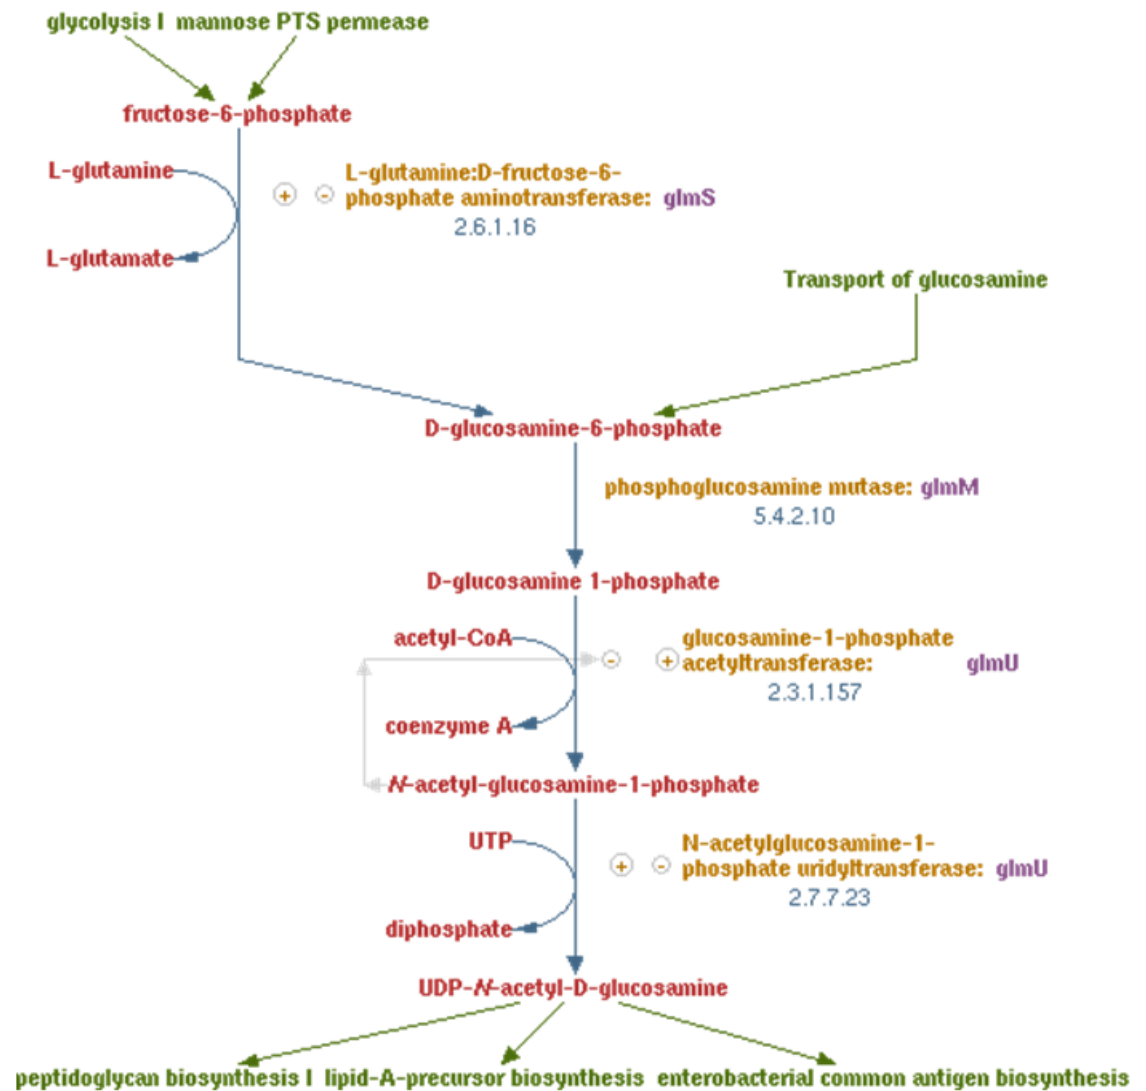 glycolysis I mannose PTS permease
fructose-6-phosphate
L-glutamine
L-glutamine:D-fructose-6-
+ - phosphate aminotransferase: glmS
2.6.1.16
L-glutamate
Transport of glucosamine
D-glucosamine-6-phosphate
phosphoglucosamine mutase: glmM
5.4.2.10
D-glucosamine 1-phosphate
acetyl-CoA
glucosamine-1-phosphate
- + acetyltransferase: glmU
2.3.1.157
coenzyme A
N-acetyl-glucosamine-1-phosphate
UTP
N-acetylglucosamine-1-
+ - phosphate uridyltransferase: glmU
2.7.7.23
diphosphate
UDP-N-acetyl-D-glucosamine
peptidoglycan biosynthesis I lipid-A-precursor biosynthesis enterobacterial common antigen biosynthesis